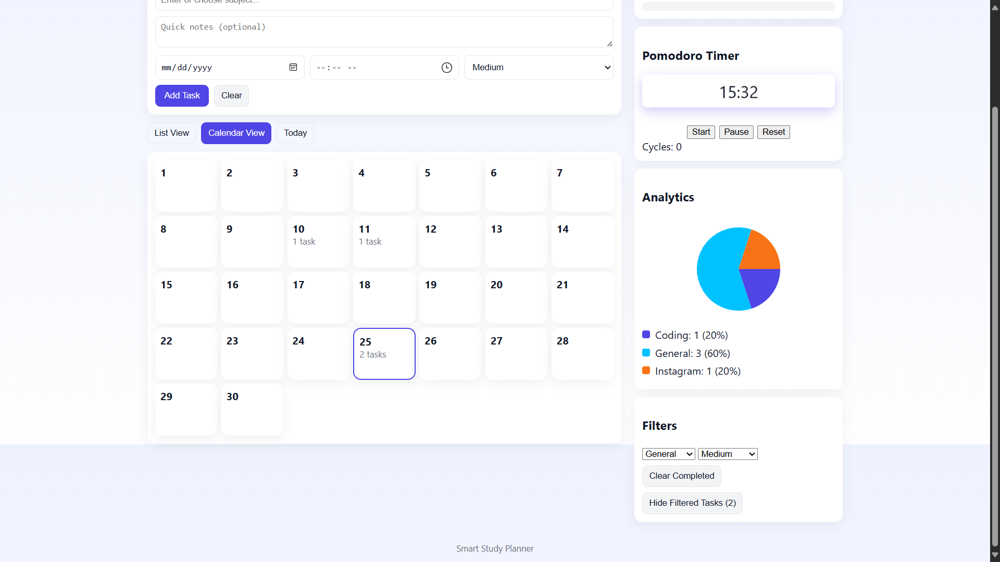 Enter or choose subject...
Quick notes (optional)
mm/dd/yyyy
--:-- --
Medium
Add Task
Clear
List View
Calendar View
Today
1
2
3
4
5
6
7
8
9
10
1 task
11
1 task
12
13
14
15
16
17
18
19
20
21
22
23
24
25
2 tasks
26
27
28
29
30
Pomodoro Timer
15:32
Start
Pause
Reset
Cycles: 0
Analytics
Coding: 1 (20%)
General: 3 (60%)
Instagram: 1 (20%)
Filters
General
Medium
Clear Completed
Hide Filtered Tasks (2)
Smart Study Planner